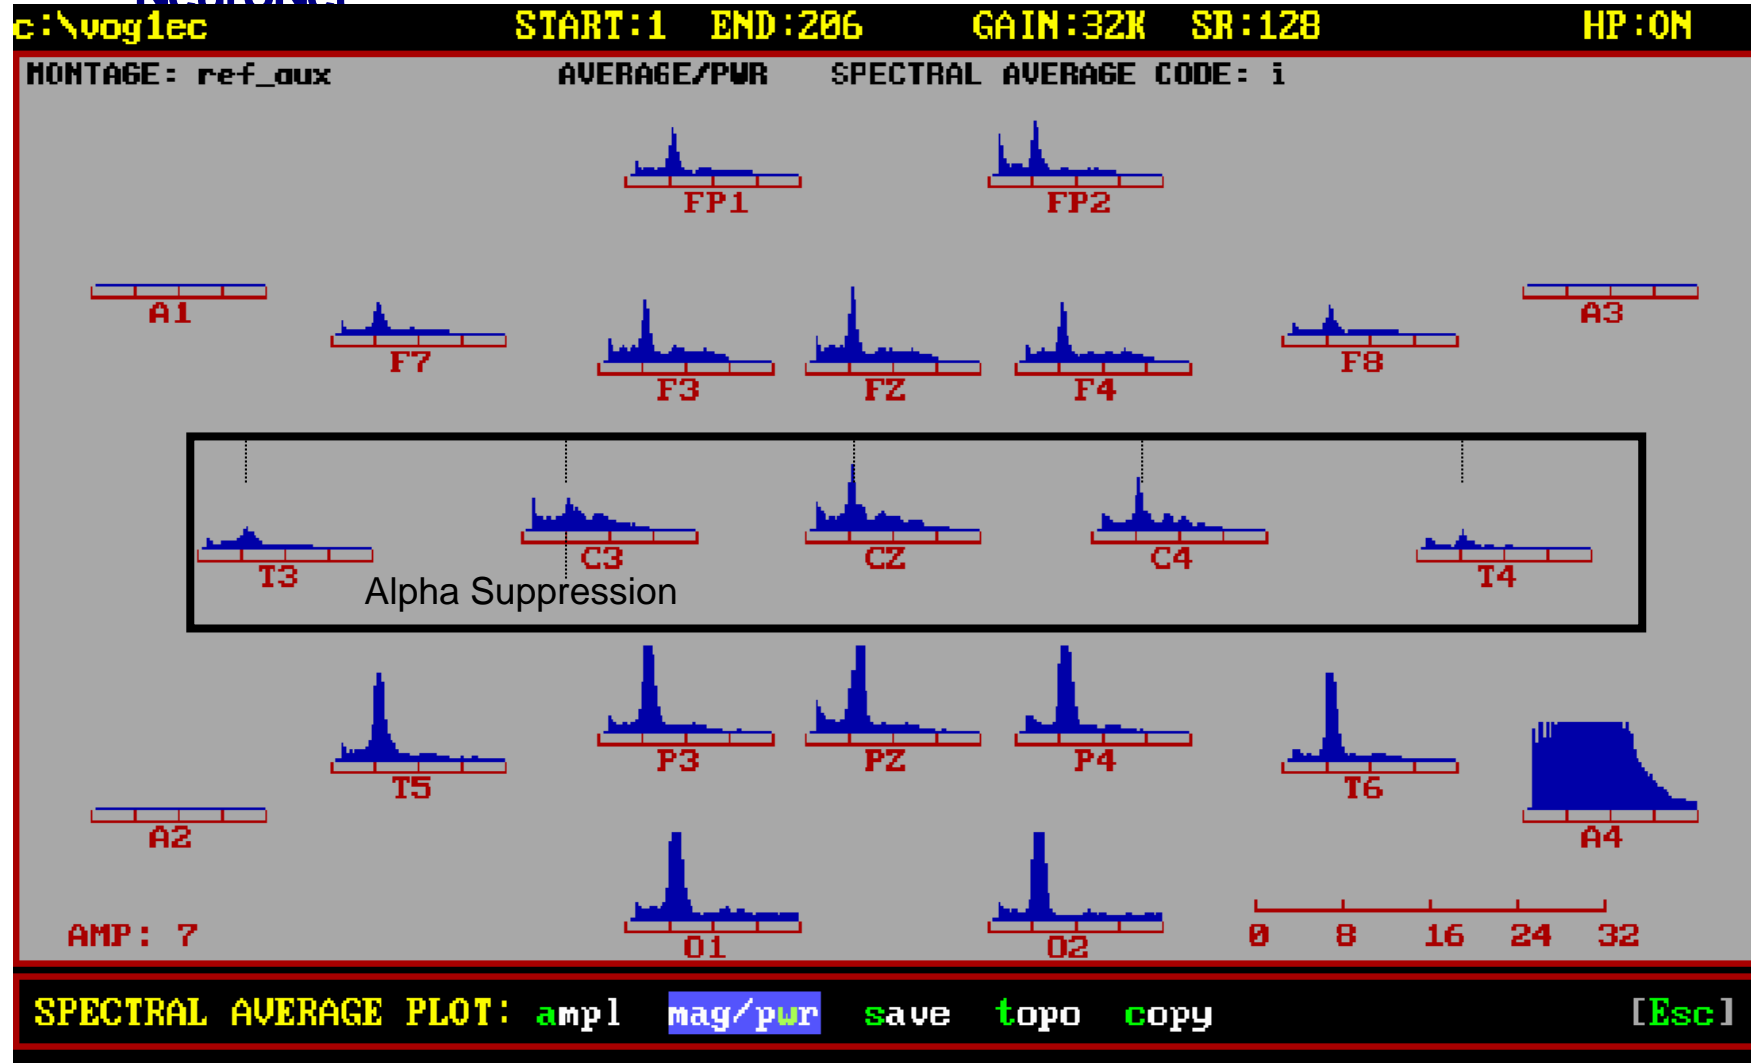 c:\voglec START:1 END:206 GAIN:32K SR:128 HP:ON
MONTAGE: ref_aux AVERAGE/PWR SPECTRAL AVERAGE CODE: i
FP1 FP2
A1 A3
F7 F8
F3 FZ F4
C3 CZ C4
T3 T4
Alpha Suppression
P3 PZ P4
T5 T6
A2 A4
AMP: 7
O1 O2
0 8 16 24 32
SPECTRAL AVERAGE PLOT: ampl mag/pwr save topo copy [Esc]